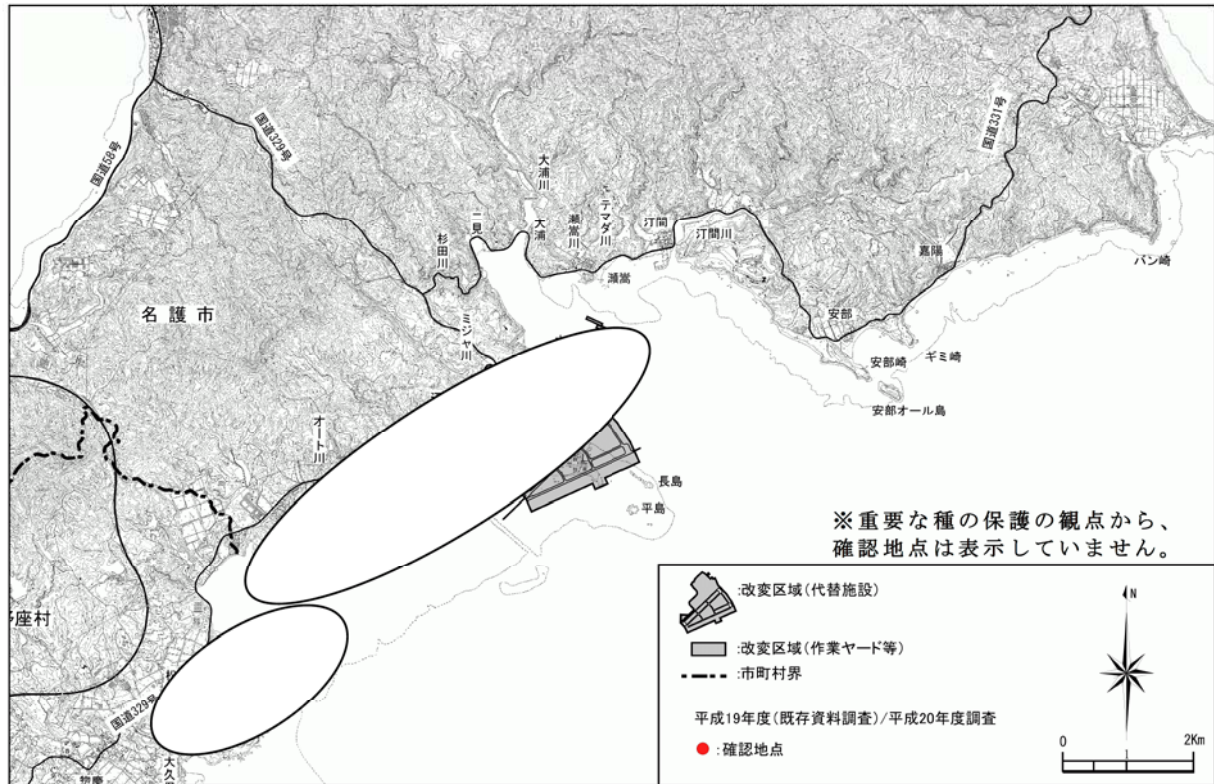 国道58号
国道329号
国道331号
大浦川
テマダ川
瀬嵩川
大浦
二見
杉田川
汀間
汀間川
瀬嵩
嘉陽
バン崎
安部
安部崎
ギミ崎
安部オール島
名護市
ミジャ川
オート川
長島
平島
※重要な種の保護の観点から、
確認地点は表示していません。
座村
国道329号
惣慶
:改変区域(代替施設)
:改変区域(作業ヤード等)
:市町村界
平成19年度(既存資料調査)/平成20年度調査
:確認地点
N
0 1 2Km